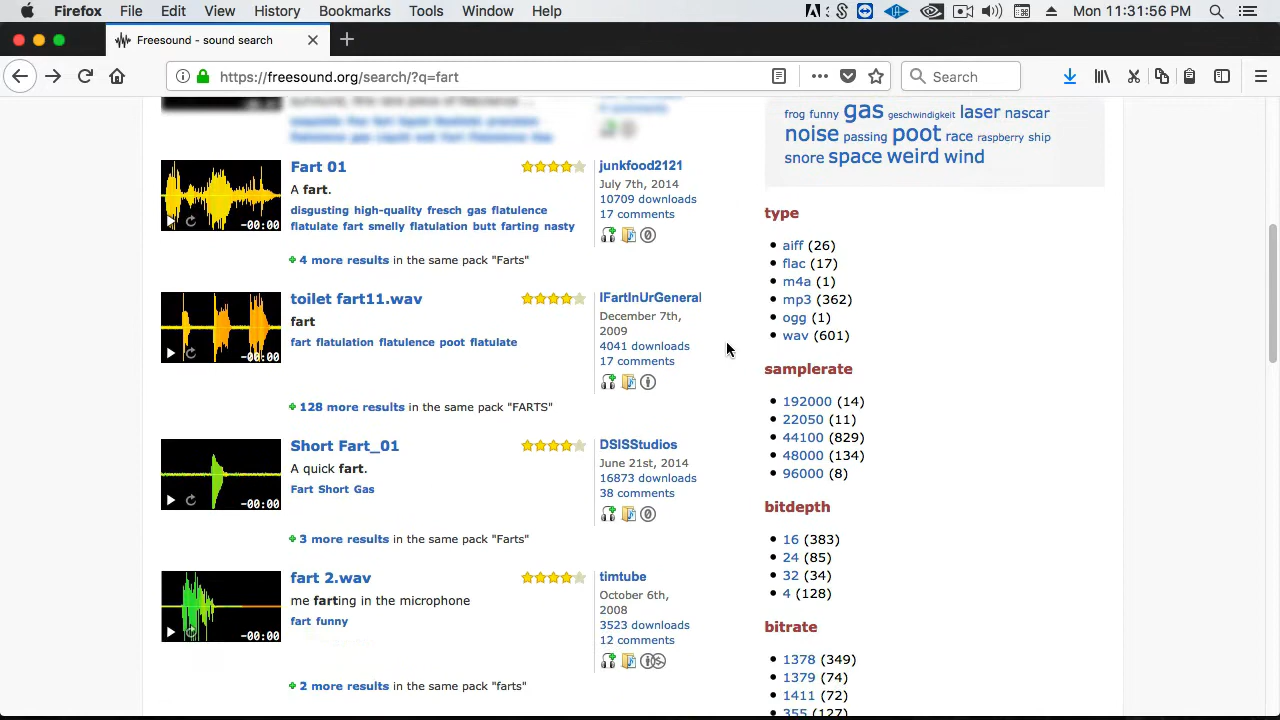 Firefox File Edit View History Bookmarks Tools Window Help Mon 11:31:56 PM
Freesound - sound search
https://freesound.org/search/?q=fart
Search
Fart 01
A fart.
disgusting high-quality fresch gas flatulence
flatulate fart smelly flatulation butt farting nasty
-00:00
junkfood2121
July 7th, 2014
10709 downloads
17 comments
4 more results in the same pack "Farts"
toilet fart11.wav
fart
fart flatulation flatulence poot flatulate
-00:00
IFartInUrGeneral
December 7th,
2009
4041 downloads
17 comments
128 more results in the same pack "FARTS"
Short Fart_01
A quick fart.
Fart Short Gas
-00:00
DSISStudios
June 21st, 2014
16873 downloads
38 comments
3 more results in the same pack "Farts"
fart 2.wav
me farting in the microphone
fart funny
-00:00
timtube
October 6th,
2008
3523 downloads
12 comments
2 more results in the same pack "farts"
frog funny gas geschwindigkeit laser nascar
noise passing poot race raspberry ship
snore space weird wind
type
aiff (26)
flac (17)
m4a (1)
mp3 (362)
ogg (1)
wav (601)
samplerate
192000 (14)
22050 (11)
44100 (829)
48000 (134)
96000 (8)
bitdepth
16 (383)
24 (85)
32 (34)
4 (128)
bitrate
1378 (349)
1379 (74)
1411 (72)
355 (127)